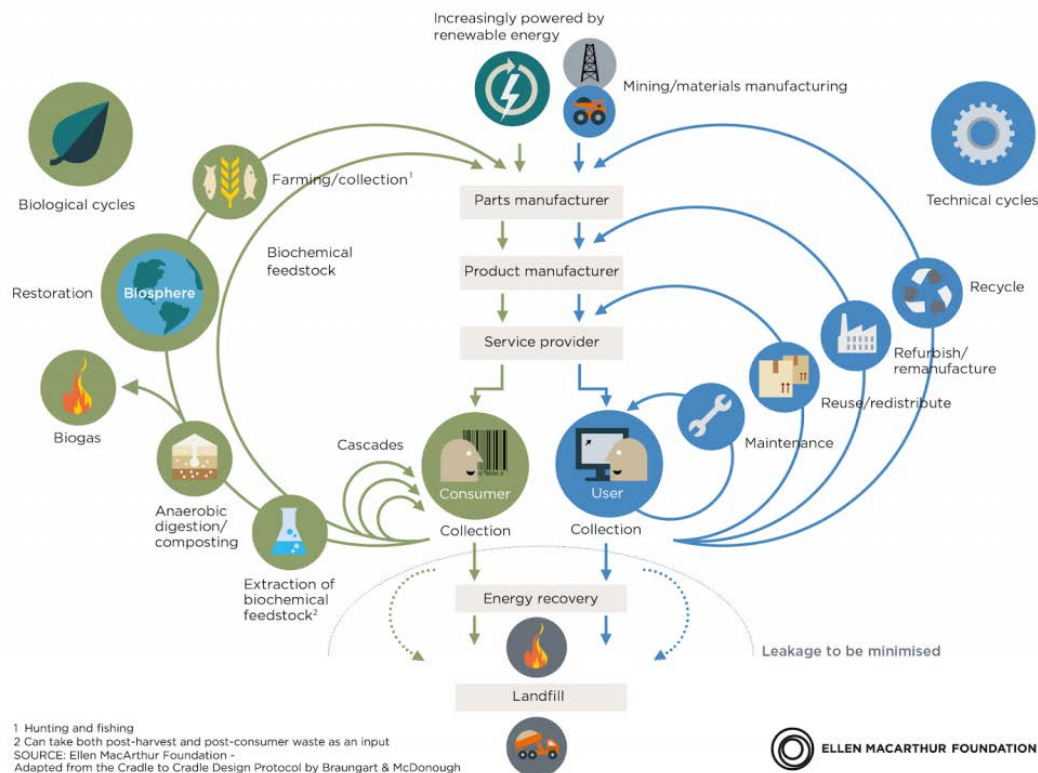 Increasingly powered by
renewable energy
Mining/materials manufacturing
Biological cycles
Technical cycles
Farming/collection¹
Parts manufacturer
Biochemical
feedstock
Product manufacturer
Restoration
Biosphere
Recycle
Service provider
Refurbish/
remanufacture
Reuse/redistribute
Biogas
Cascades
Maintenance
Consumer
User
Anaerobic
digestion/
composting
Collection
Collection
Extraction of
biochemical
feedstock²
Energy recovery
Leakage to be minimised
Landfill
1 Hunting and fishing
2 Can take both post-harvest and post-consumer waste as an input
SOURCE: Ellen MacArthur Foundation -
Adapted from the Cradle to Cradle Design Protocol by Braungart & McDonough
ELLEN MACARTHUR FOUNDATION